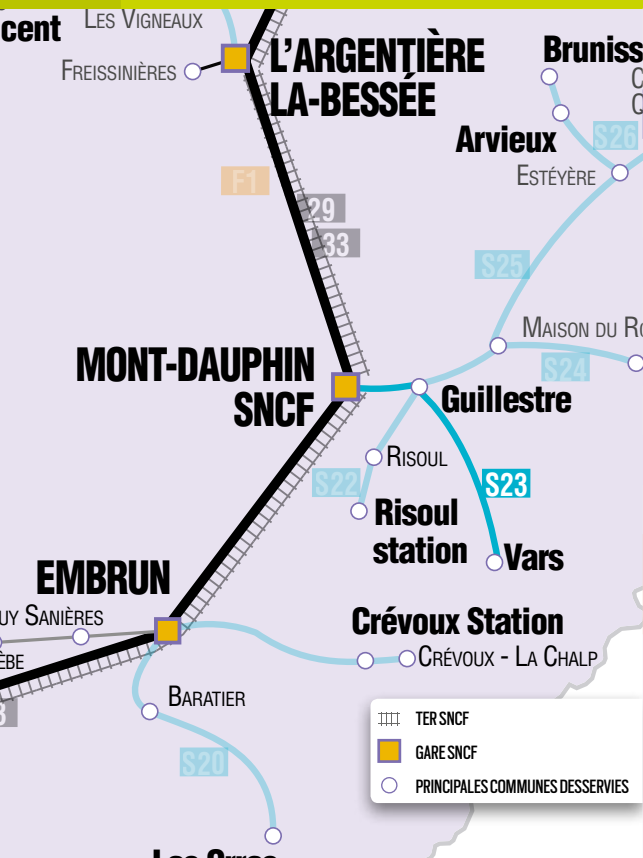 cent
LES VIGNEAUX
FREISSINIÈRES
L'ARGENTIÈRE
LA-BESSÉE
Bruniss
Arvieux
S26
ESTÉYÈRE
F1
29
33
S25
MAISON DU RO
S24
MONT-DAUPHIN
SNCF
Guillestre
RISOUL
S22
S23
Risoul
station
Vars
EMBRUN
UY SANIÈRES
Crévoux Station
CRÉVOUX - LA CHALP
BARATIER
S20
TER SNCF
GARE SNCF
PRINCIPALES COMMUNES DESSERVIES